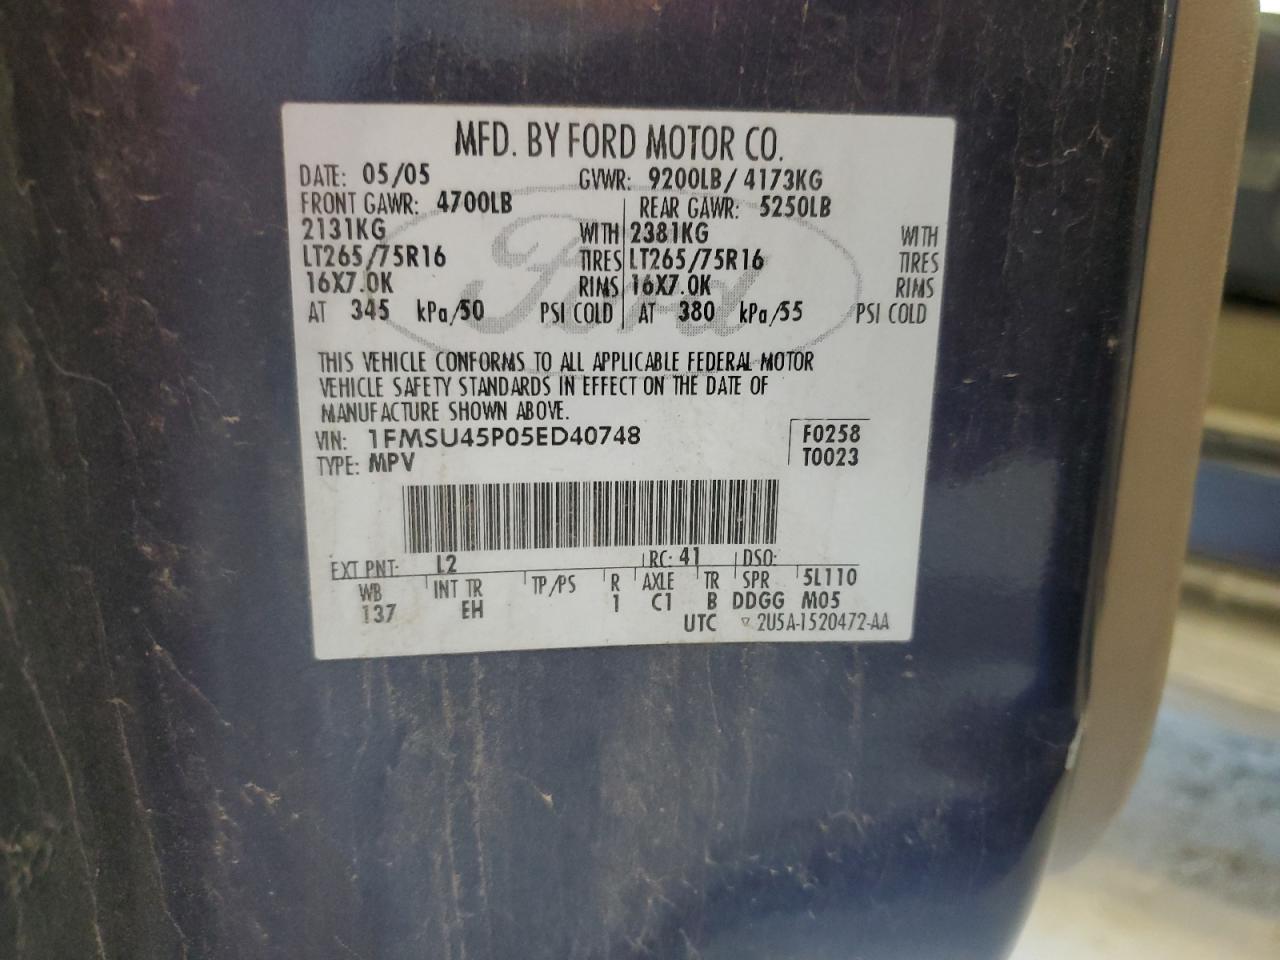 MFD. BY FORD MOTOR CO.
DATE: 05/05 GVWR: 9200LB/ 4173KG
FRONT GAWR: 4700LB REAR GAWR: 5250LB
2131KG WITH 2381KG WITH
LT265/75R16 TIRES LT265/75R16 TIRES
16X7.0K RIMS 16X7.0K RIMS
AT 345 kPa/50 PSI COLD AT 380 kPa/55 PSI COLD
Ford
THIS VEHICLE CONFORMS TO ALL APPLICABLE FEDERAL MOTOR
VEHICLE SAFETY STANDARDS IN EFFECT ON THE DATE OF
MANUFACTURE SHOWN ABOVE.
VIN: 1FMSU45P05ED40748 F0258
TYPE: MPV T0023
EXT PNT: L2 RC: 41 DSO:
WB INT TR TP/PS R AXLE TR SPR 5L110
137 EH 1 C1 B DDGG M05
UTC ▽ 2U5A-1520472-AA